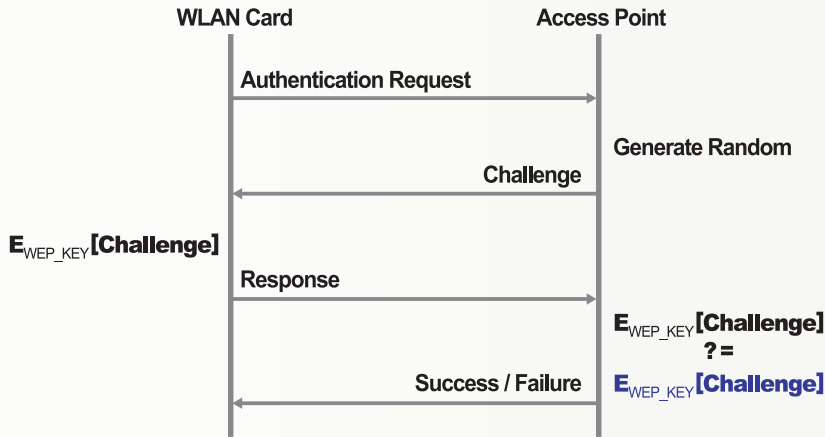 WLAN Card
Access Point
Authentication Request
Generate Random
Challenge
EWEP_KEY[Challenge]
Response
EWEP_KEY[Challenge]
?=
Success / Failure
EWEP_KEY[Challenge]